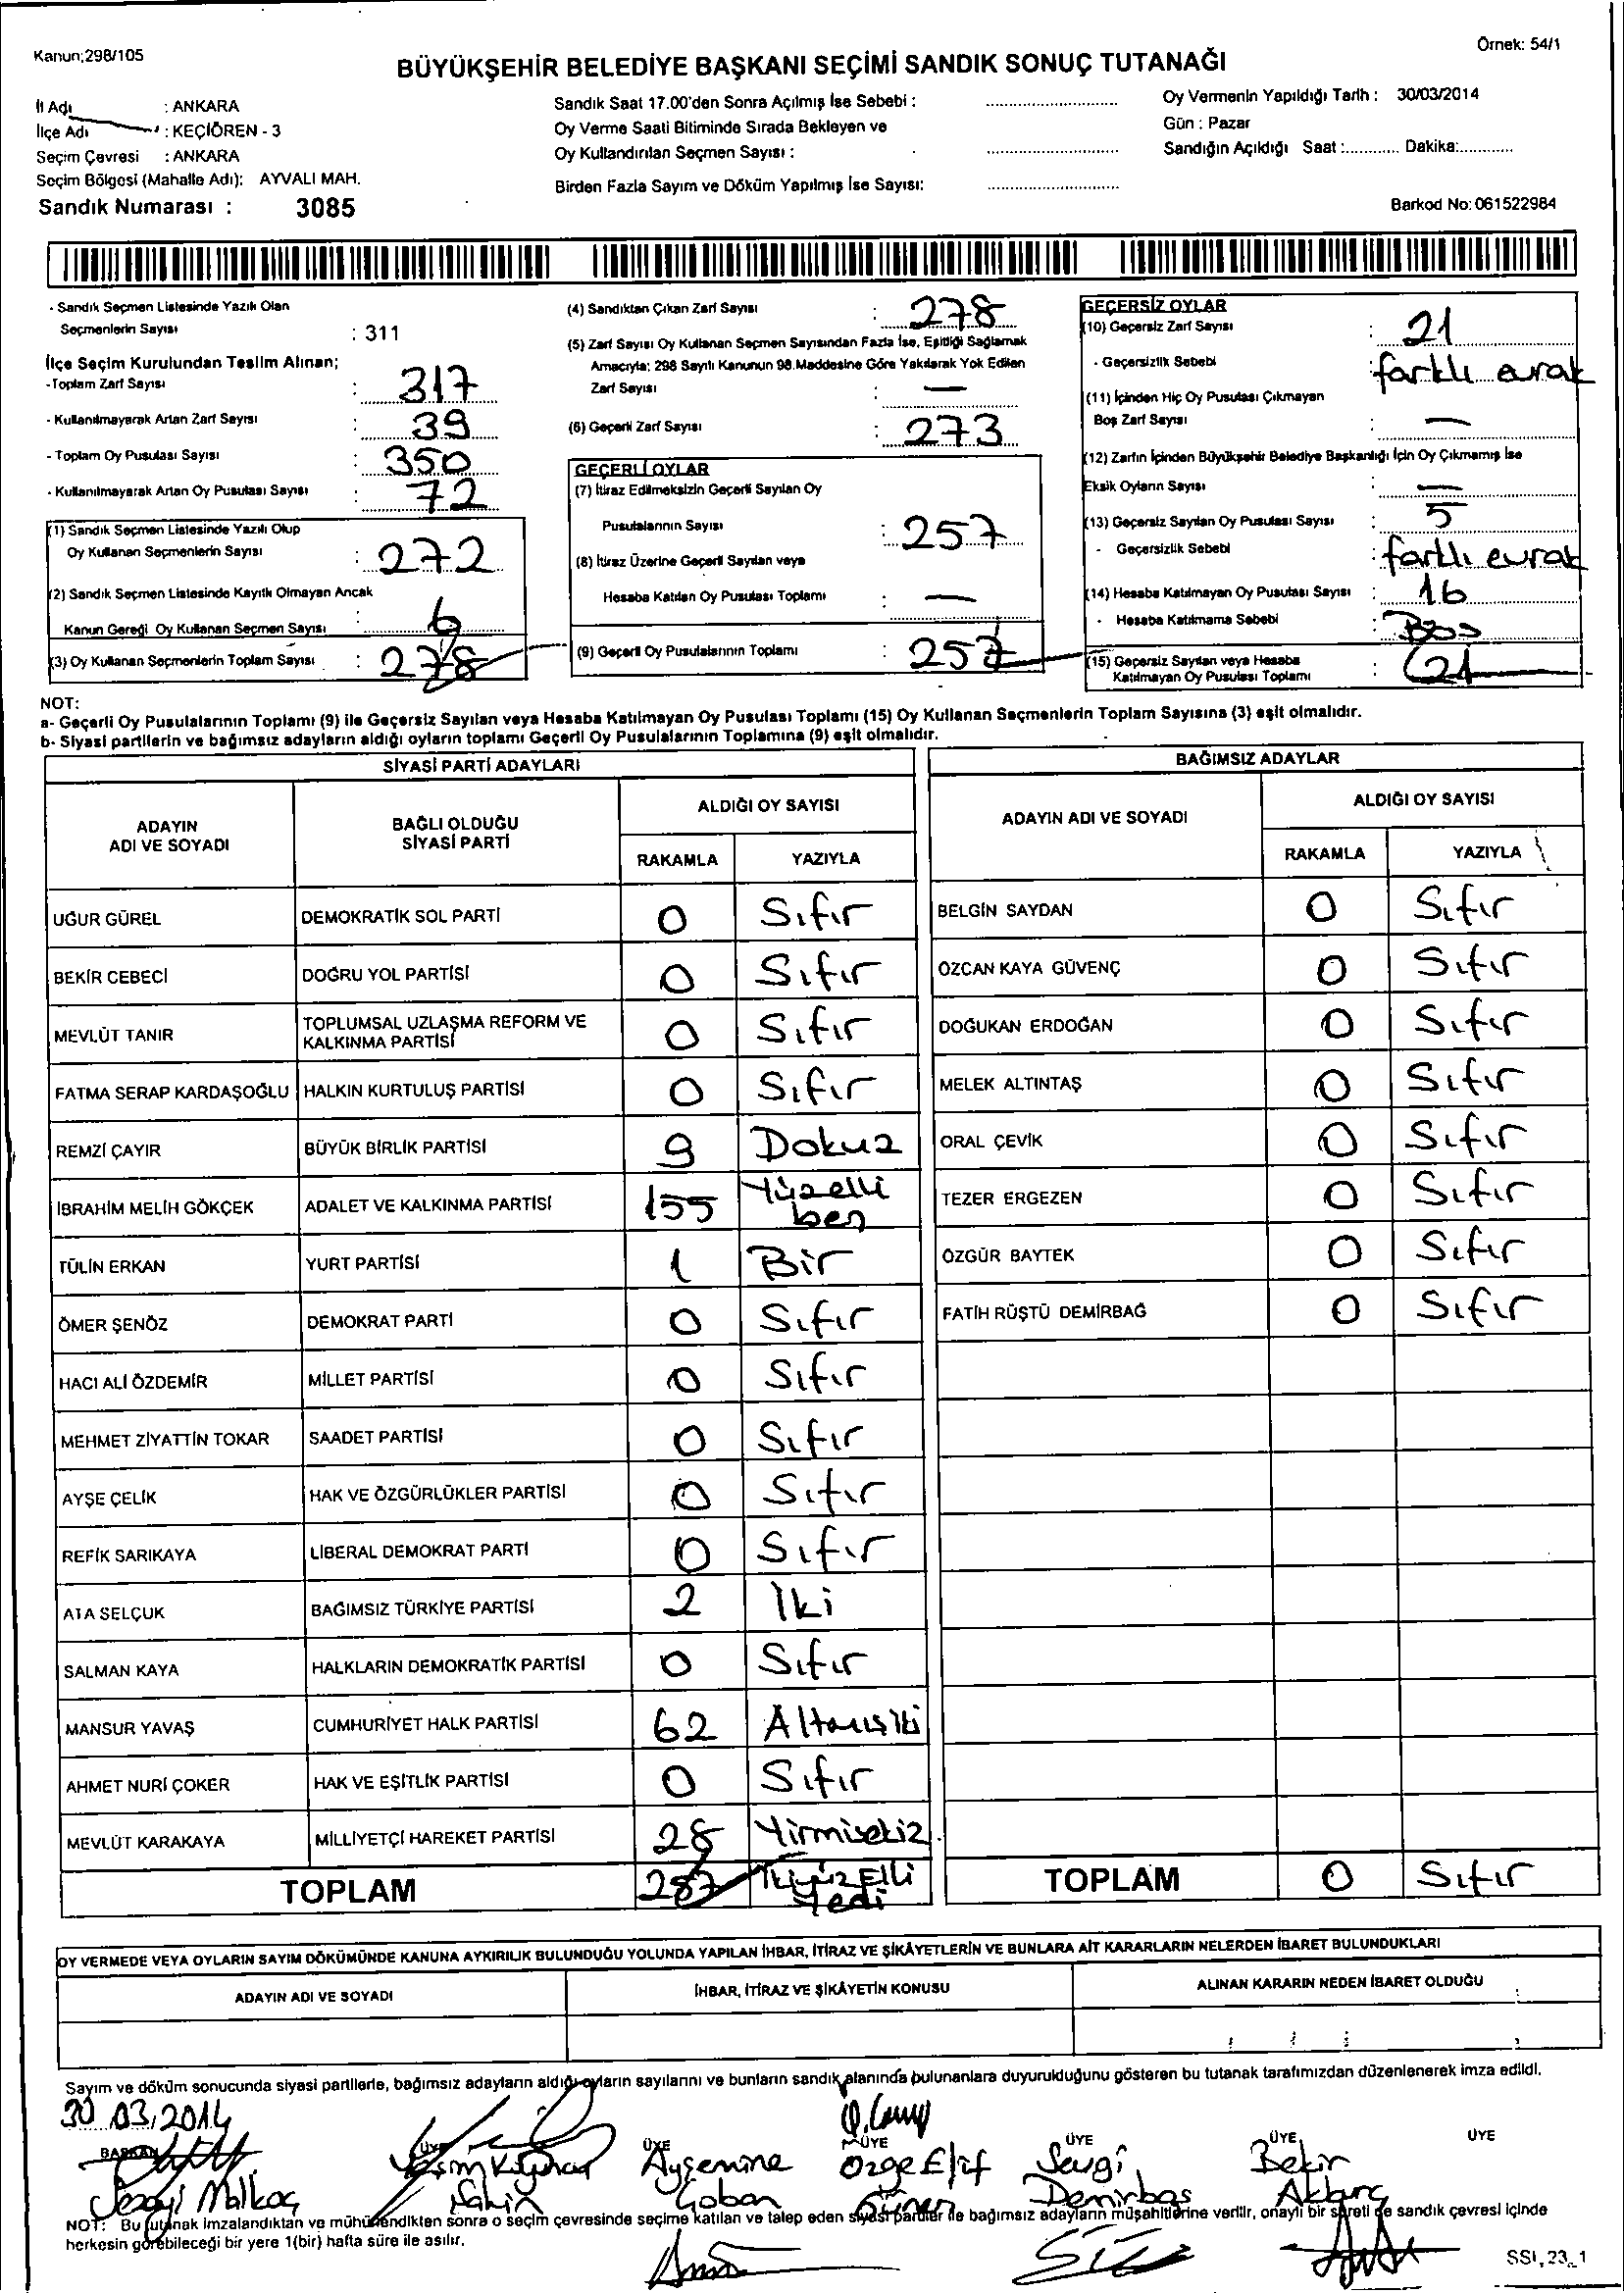 Kanun;298/105
Örnek: 54/1
BÜYÜKŞEHİR BELEDİYE BAŞKANI SEÇİMİ SANDIK SONUÇ TUTANAĞI
İl Adı : ANKARA
İlçe Adı : KEÇİÖREN - 3
Seçim Çevresi : ANKARA
Seçim Bölgesi (Mahalle Adı): AYVALI MAH.
Sandık Numarası : 3085
Sandık Saat 17.00'den Sonra Açılmış İse Sebebi :
Oy Verme Saati Bitiminde Sırada Bekleyen ve
Oy Kullandırılan Seçmen Sayısı :
Birden Fazla Sayım ve Döküm Yapılmış İse Sayısı:
Oy Vermenin Yapıldığı Tarih : 30/03/2014
Gün : Pazar
Sandığın Açıldığı Saat :............ Dakika:............
Barkod No: 061522984
- Sandık Seçmen Listesinde Yazılı Olan
Seçmenlerin Sayısı : 311
İlçe Seçim Kurulundan Teslim Alınan;
-Toplam Zarf Sayısı : 317
- Kullanılmayarak Artan Zarf Sayısı : 39
- Toplam Oy Pusulası Sayısı : 350
- Kullanılmayarak Artan Oy Pusulası Sayısı : 72
(1) Sandık Seçmen Listesinde Yazılı Olup
Oy Kullanan Seçmenlerin Sayısı : 272
(2) Sandık Seçmen Listesinde Kayıtlı Olmayan Ancak
Kanun Gereği Oy Kullanan Seçmen Sayısı 6
(3) Oy Kullanan Seçmenlerin Toplam Sayısı : 278
(4) Sandıktan Çıkan Zarf Sayısı : 278
(5) Zarf Sayısı Oy Kullanan Seçmen Sayısından Fazla İse, Eşitliği Sağlamak
Amacıyla; 298 Sayılı Kanunun 98.Maddesine Göre Yakılarak Yok Edilen
Zarf Sayısı : —
(6) Geçerli Zarf Sayısı : 273
GEÇERLİ OYLAR
(7) İtiraz Edilmeksizin Geçerli Sayılan Oy
Pusulalarının Sayısı : 257
(8) İtiraz Üzerine Geçerli Sayılan veya
Hesaba Katılan Oy Pusulası Toplamı : —
(9) Geçerli Oy Pusulalarının Toplamı : 257
GEÇERSİZ OYLAR
(10) Geçersiz Zarf Sayısı : 21
- Geçersizlik Sebebi : farklı evrak
(11) İçinden Hiç Oy Pusulası Çıkmayan
Boş Zarf Sayısı : —
(12) Zarfın İçinden Büyükşehir Belediye Başkanlığı İçin Oy Çıkmamış İse
Eksik Oyların Sayısı : —
(13) Geçersiz Sayılan Oy Pusulası Sayısı : 5
- Geçersizlik Sebebi : farklı evrak
(14) Hesaba Katılmayan Oy Pusulası Sayısı : 16
- Hesaba Katılmama Sebebi :
(15) Geçersiz Sayılan veya Hesaba
Katılmayan Oy Pusulası Toplamı : 21
NOT:
a- Geçerli Oy Pusulalarının Toplamı (9) ile Geçersiz Sayılan veya Hesaba Katılmayan Oy Pusulası Toplamı (15) Oy Kullanan Seçmenlerin Toplam Sayısına (3) eşit olmalıdır.
b- Siyasi partilerin ve bağımsız adayların aldığı oyların toplamı Geçerli Oy Pusulalarının Toplamına (9) eşit olmalıdır.
SİYASİ PARTİ ADAYLARI
ADAYIN ADI VE SOYADI
BAĞLI OLDUĞU SİYASİ PARTİ
ALDIĞI OY SAYISI
RAKAMLA YAZIYLA
UĞUR GÜREL DEMOKRATİK SOL PARTİ 0 Sıfır
BEKİR CEBECİ DOĞRU YOL PARTİSİ 0 Sıfır
MEVLÜT TANIR TOPLUMSAL UZLAŞMA REFORM VE KALKINMA PARTİSİ 0 Sıfır
FATMA SERAP KARDAŞOĞLU HALKIN KURTULUŞ PARTİSİ 0 Sıfır
REMZİ ÇAYIR BÜYÜK BİRLİK PARTİSİ 9 Dokuz
İBRAHİM MELİH GÖKÇEK ADALET VE KALKINMA PARTİSİ 155 Yüzelli beş
TÜLİN ERKAN YURT PARTİSİ 1 Bir
ÖMER ŞENÖZ DEMOKRAT PARTİ 0 Sıfır
HACI ALİ ÖZDEMİR MİLLET PARTİSİ 0 Sıfır
MEHMET ZİYATTİN TOKAR SAADET PARTİSİ 0 Sıfır
AYŞE ÇELİK HAK VE ÖZGÜRLÜKLER PARTİSİ 0 Sıfır
REFİK SARIKAYA LİBERAL DEMOKRAT PARTİ 0 Sıfır
ATA SELÇUK BAĞIMSIZ TÜRKİYE PARTİSİ 2 İki
SALMAN KAYA HALKLARIN DEMOKRATİK PARTİSİ 0 Sıfır
MANSUR YAVAŞ CUMHURİYET HALK PARTİSİ 62 Altmışiki
AHMET NURİ ÇOKER HAK VE EŞİTLİK PARTİSİ 0 Sıfır
MEVLÜT KARAKAYA MİLLİYETÇİ HAREKET PARTİSİ 28 Yirmisekiz
TOPLAM 257 İkiyüzElli Yedi
BAĞIMSIZ ADAYLAR
ADAYIN ADI VE SOYADI
ALDIĞI OY SAYISI
RAKAMLA YAZIYLA
BELGİN SAYDAN 0 Sıfır
ÖZCAN KAYA GÜVENÇ 0 Sıfır
DOĞUKAN ERDOĞAN 0 Sıfır
MELEK ALTINTAŞ 0 Sıfır
ORAL ÇEVİK 0 Sıfır
TEZER ERGEZEN 0 Sıfır
ÖZGÜR BAYTEK 0 Sıfır
FATİH RÜŞTÜ DEMİRBAĞ 0 Sıfır
TOPLAM 0 Sıfır
OY VERMEDE VEYA OYLARIN SAYIM DÖKÜMÜNDE KANUNA AYKIRILIK BULUNDUĞU YOLUNDA YAPILAN İHBAR, İTİRAZ VE ŞİKÂYETLERİN VE BUNLARA AİT KARARLARIN NELERDEN İBARET BULUNDUKLARI
ADAYIN ADI VE SOYADI İHBAR, İTİRAZ VE ŞİKÂYETİN KONUSU ALINAN KARARIN NEDEN İBARET OLDUĞU
Sayım ve döküm sonucunda siyasi partilerle, bağımsız adayların aldığı oyların sayılarını ve bunların sandık alanında bulunanlara duyurulduğunu gösteren bu tutanak tarafımızdan düzenlenerek imza edildi.
30.03.2014
BAŞKAN ÜYE ÜYE ÜYE ÜYE ÜYE ÜYE
Ayşemine Özge Elif Sevgi Bekir
Malkoç Şahin Çoban Demirbaş
NOT: Bu tutanak imzalandıktan ve mühürlendikten sonra o seçim çevresinde seçime katılan ve talep eden siyasi partiler ile bağımsız adayların müşahitlerine verilir, onaylı bir sureti de sandık çevresi içinde
herkesin görebileceği bir yere 1(bir) hafta süre ile asılır.
SSI, 23_1